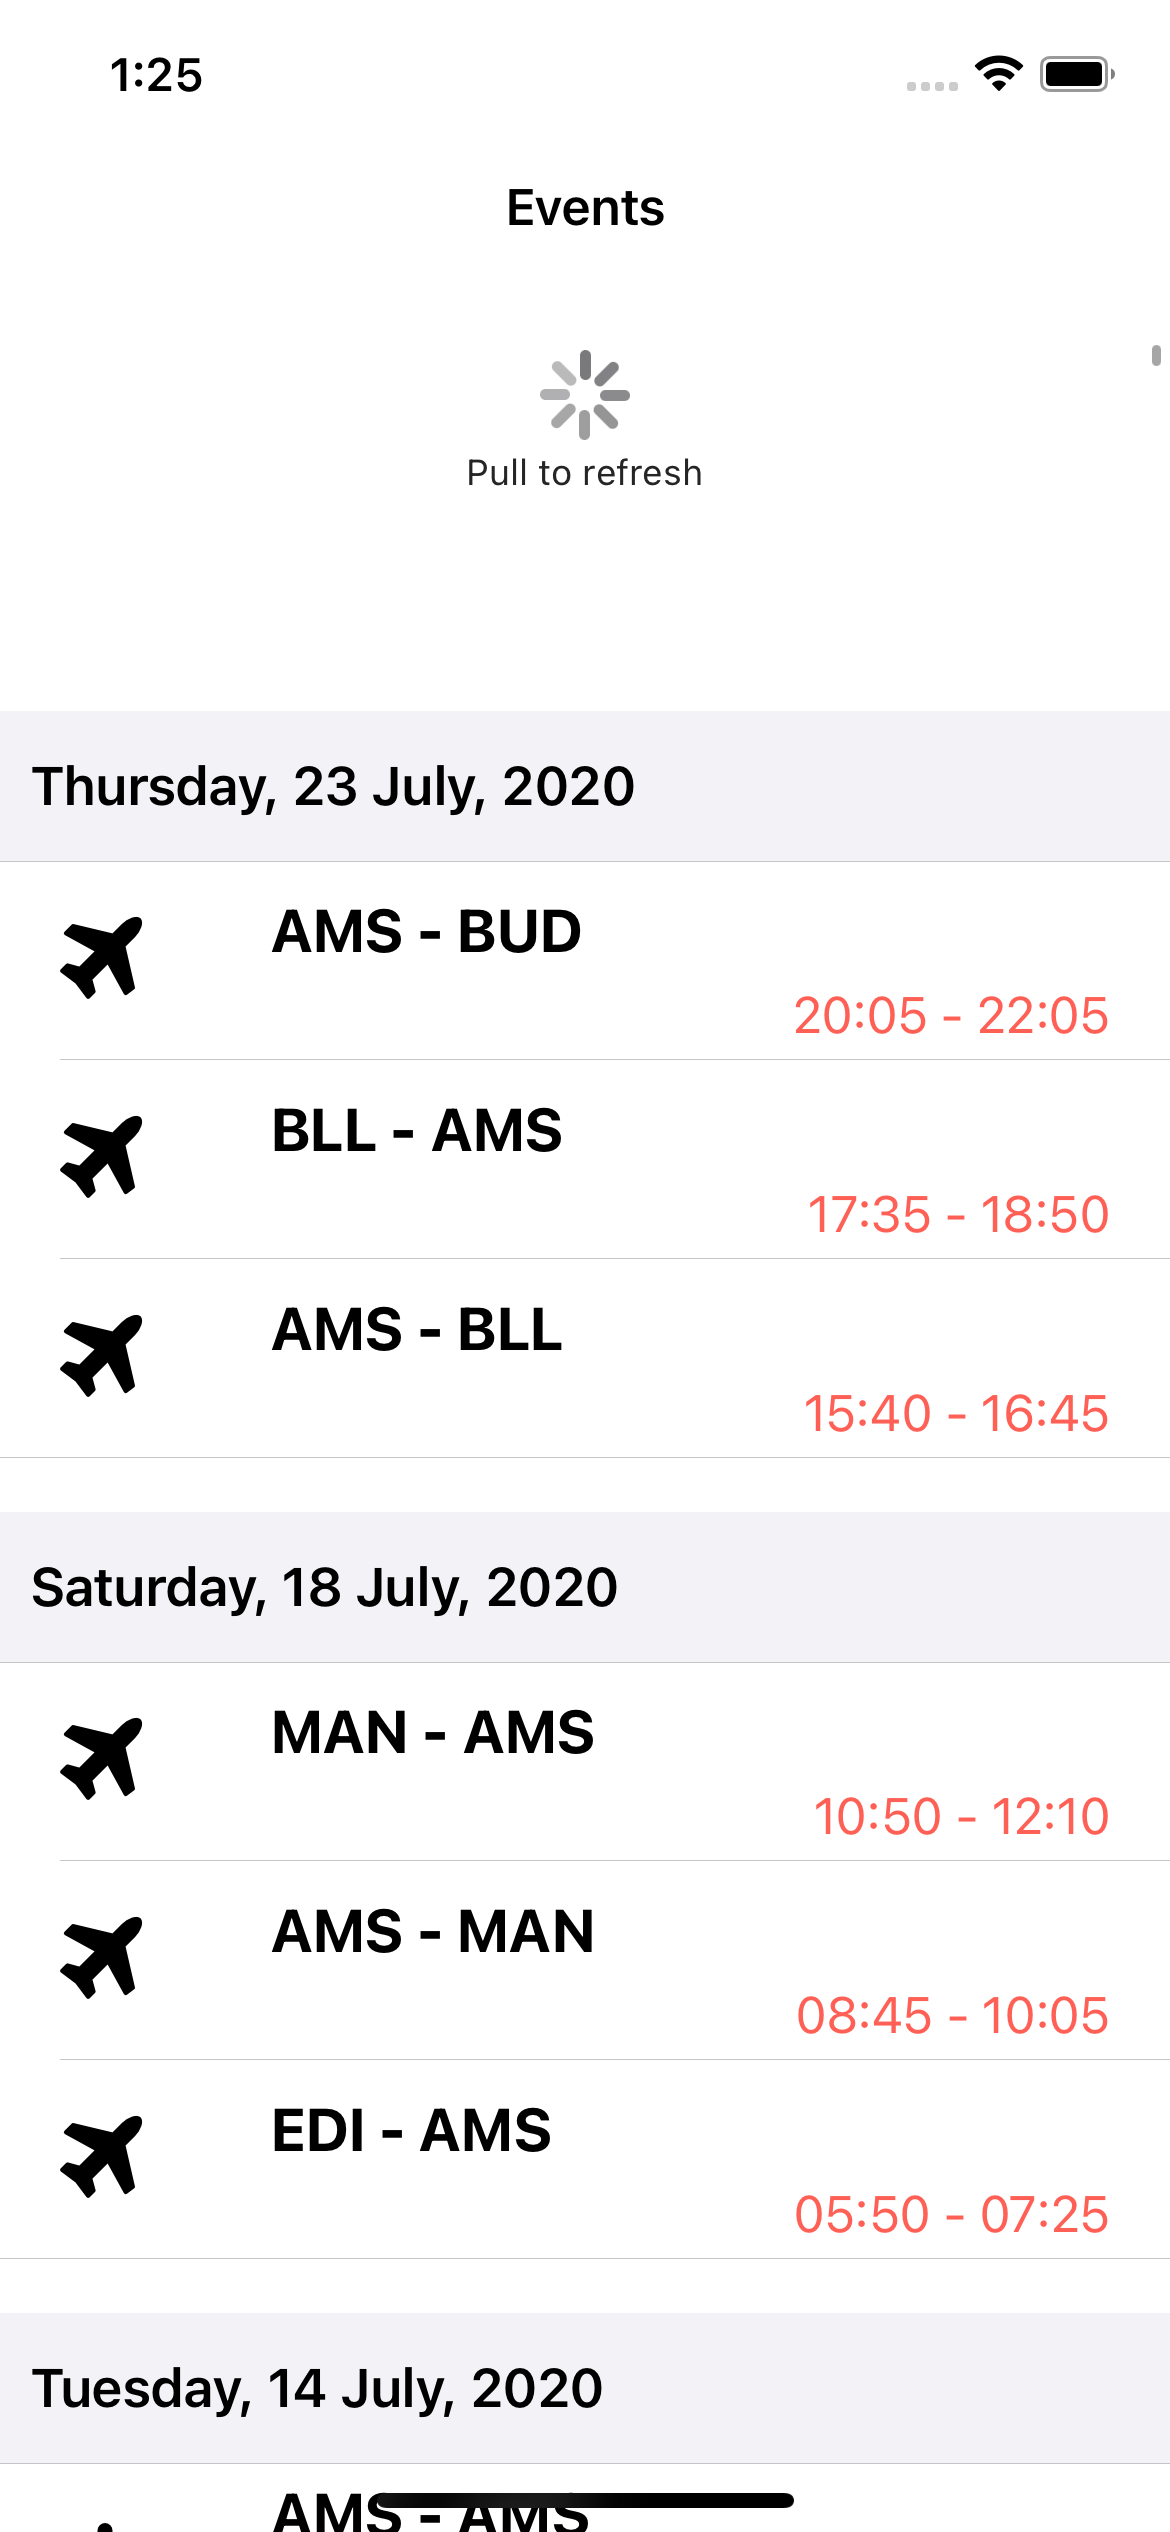 1:25
Events
Pull to refresh
Thursday, 23 July, 2020
AMS - BUD
20:05 - 22:05
BLL - AMS
17:35 - 18:50
AMS - BLL
15:40 - 16:45
Saturday, 18 July, 2020
MAN - AMS
10:50 - 12:10
AMS - MAN
08:45 - 10:05
EDI - AMS
05:50 - 07:25
Tuesday, 14 July, 2020
AMS - AMS